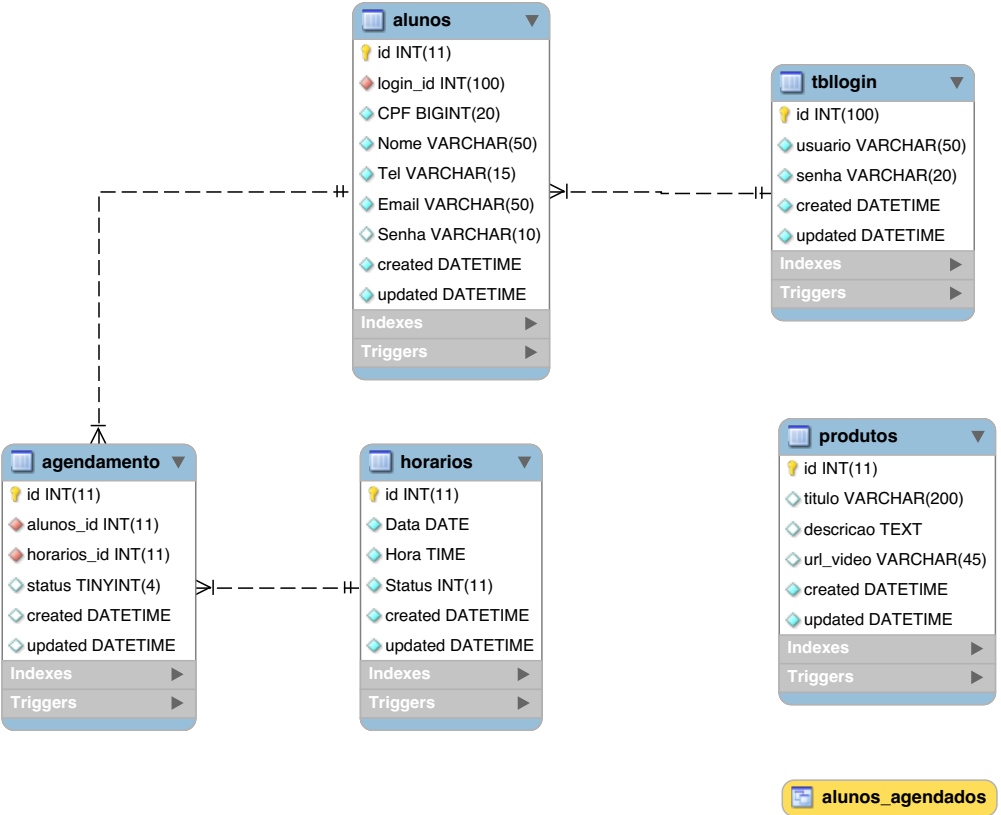 alunos
id INT(11)
login_id INT(100)
CPF BIGINT(20)
Nome VARCHAR(50)
Tel VARCHAR(15)
Email VARCHAR(50)
Senha VARCHAR(10)
created DATETIME
updated DATETIME
Indexes
Triggers
tbllogin
id INT(100)
usuario VARCHAR(50)
senha VARCHAR(20)
created DATETIME
updated DATETIME
Indexes
Triggers
agendamento
id INT(11)
alunos_id INT(11)
horarios_id INT(11)
status TINYINT(4)
created DATETIME
updated DATETIME
Indexes
Triggers
horarios
id INT(11)
Data DATE
Hora TIME
Status INT(11)
created DATETIME
updated DATETIME
Indexes
Triggers
produtos
id INT(11)
titulo VARCHAR(200)
descricao TEXT
url_video VARCHAR(45)
created DATETIME
updated DATETIME
Indexes
Triggers
alunos_agendados